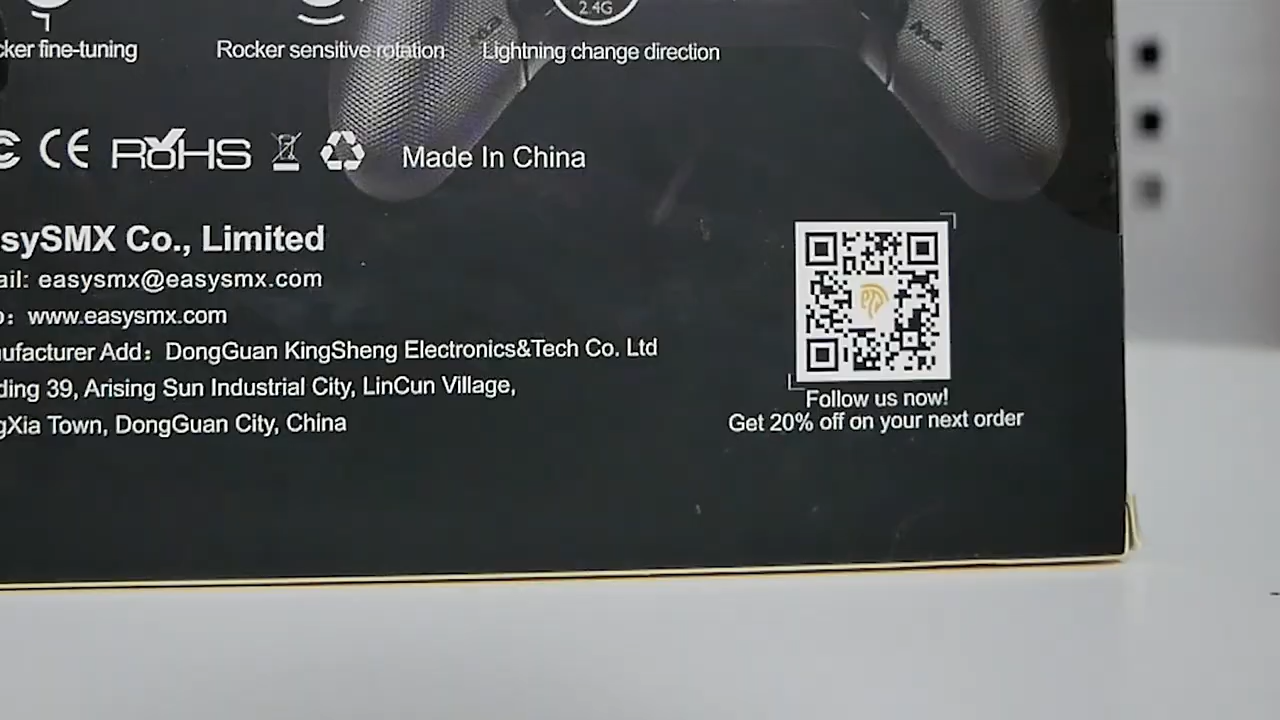 2.4G
cker fine-tuning
Rocker sensitive rotation
Lightning change direction
CE RoHS
Made In China
sySMX Co., Limited
ail: easysmx@easysmx.com
o: www.easysmx.com
ufacturer Add: DongGuan KingSheng Electronics&Tech Co. Ltd
ding 39, Arising Sun Industrial City, LinCun Village,
gXia Town, DongGuan City, China
Follow us now!
Get 20% off on your next order